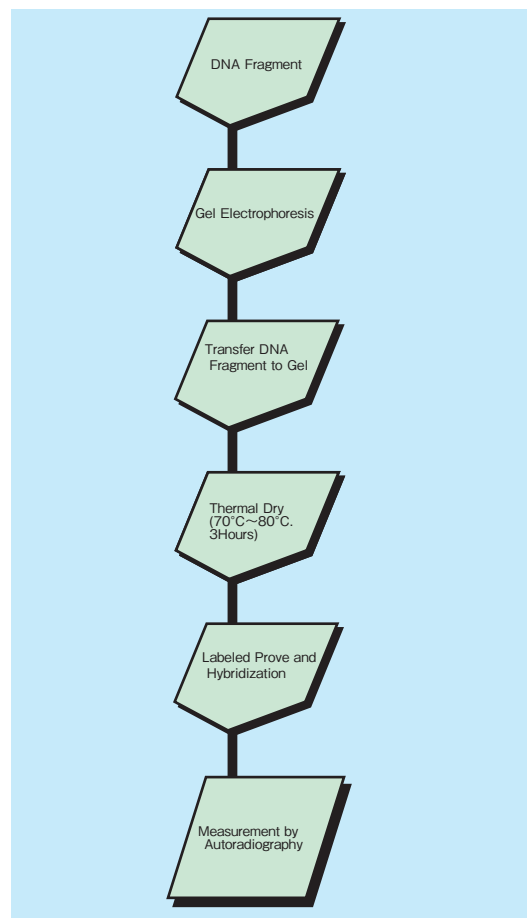 DNA Fragment
Gel Electrophoresis
Transfer DNA
Fragment to Gel
Thermal Dry
(70°C～80°C.
3Hours)
Labeled Prove and
Hybridization
Measurement by
Autoradiography